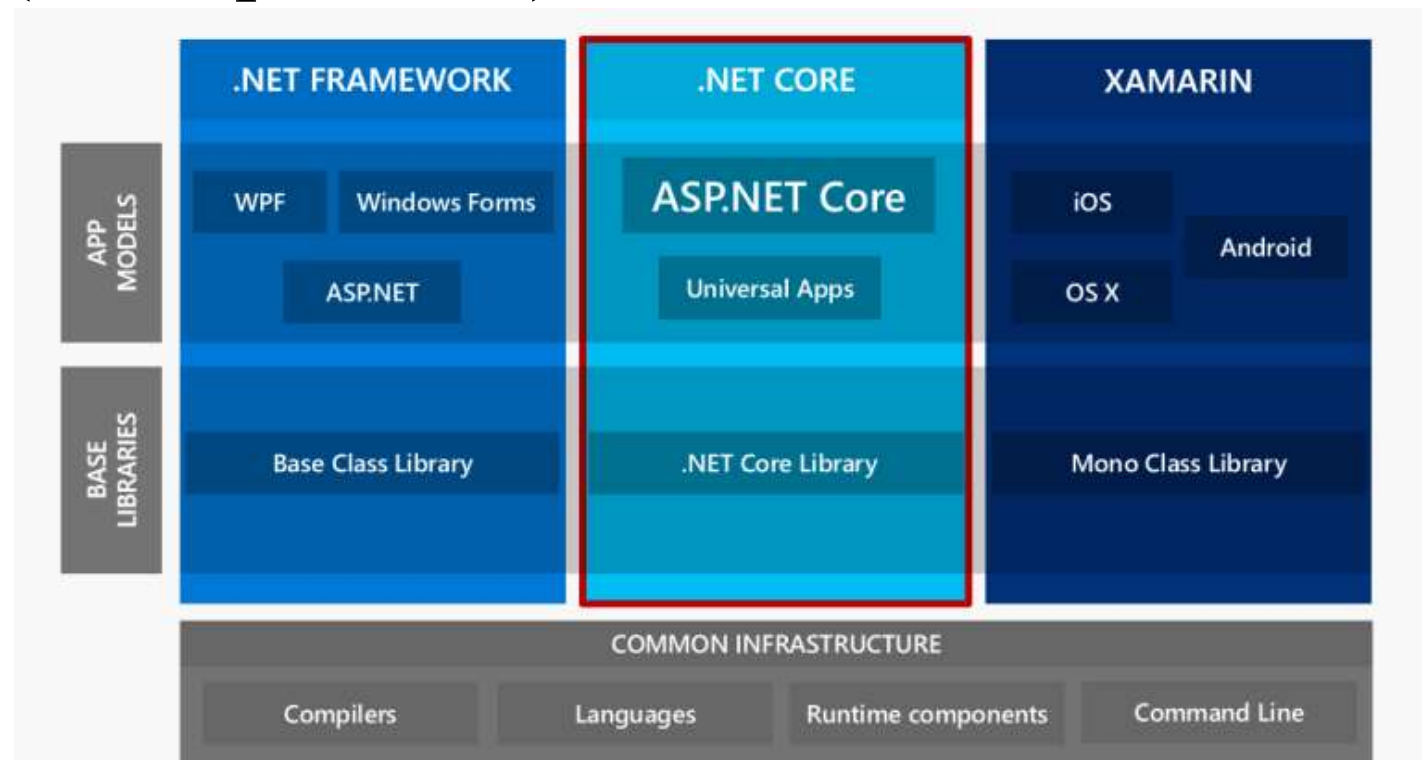 .NET FRAMEWORK
.NET CORE
XAMARIN
APP
MODELS
WPF
Windows Forms
ASP.NET
ASP.NET Core
Universal Apps
iOS
Android
OS X
BASE
LIBRARIES
Base Class Library
.NET Core Library
Mono Class Library
COMMON INFRASTRUCTURE
Compilers
Languages
Runtime components
Command Line